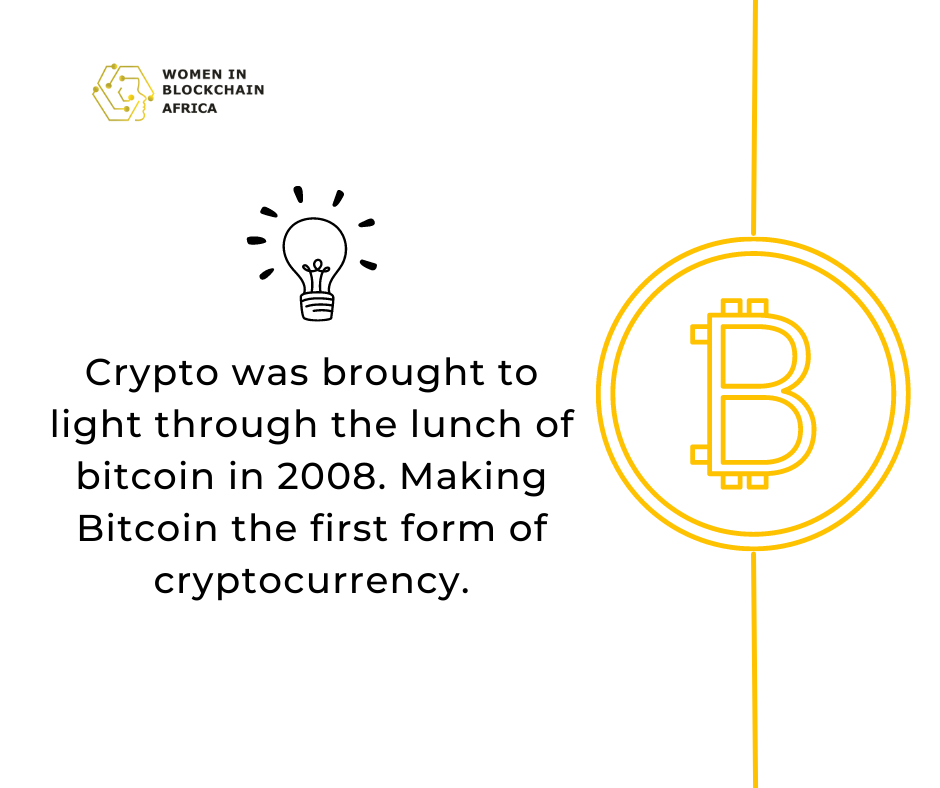 WOMEN IN
BLOCKCHAIN
AFRICA
Crypto was brought to
light through the lunch of
bitcoin in 2008. Making
Bitcoin the first form of
cryptocurrency.